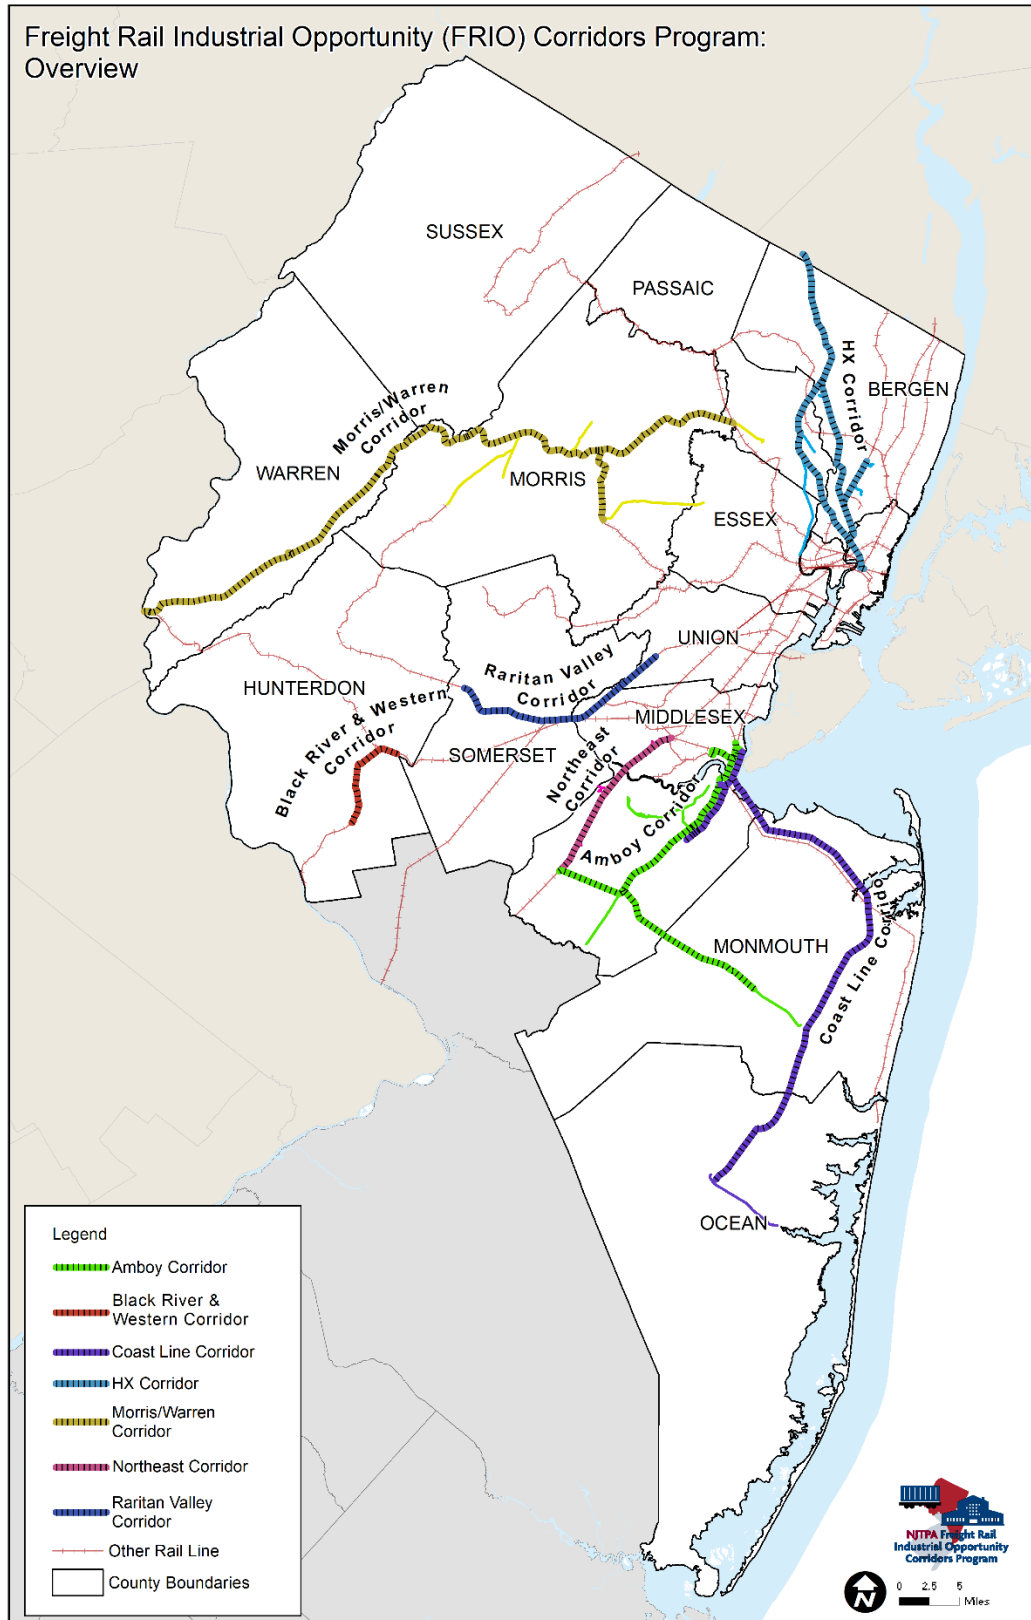 Freight Rail Industrial Opportunity (FRIO) Corridors Program:
Overview
SUSSEX
PASSAIC
HX Corridor
BERGEN
Morris/Warren
Corridor
WARREN
MORRIS
ESSEX
UNION
Raritan Valley
Corridor
HUNTERDON
Black River & Western
Corridor
SOMERSET
MIDDLESEX
Northeast
Corridor
Amboy Corridor
MONMOUTH
Coast Line Corridor
OCEAN
Legend
Amboy Corridor
Black River &
Western Corridor
Coast Line Corridor
HX Corridor
Morris/Warren
Corridor
Northeast Corridor
Raritan Valley
Corridor
Other Rail Line
County Boundaries
NJTPA Freight Rail
Industrial Opportunity
Corridors Program
N
0 2.5 5
Miles